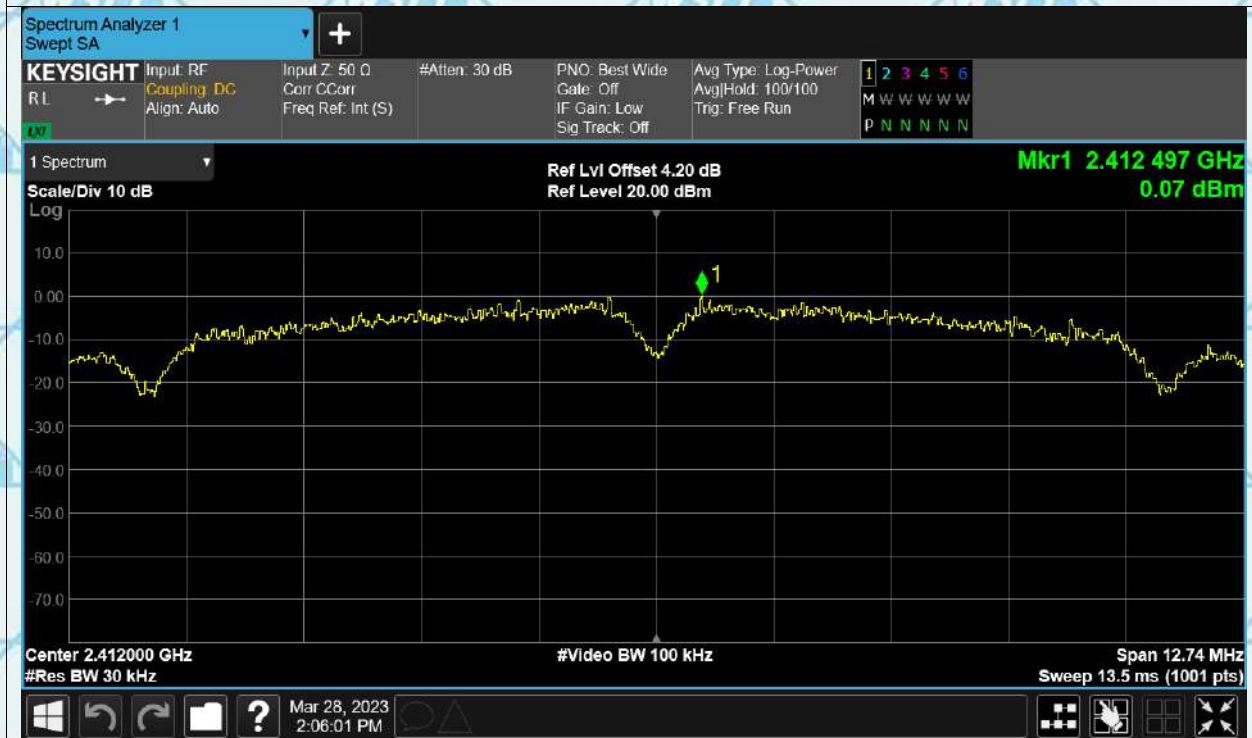 Spectrum Analyzer 1
Swept SA
+
KEYSIGHT
RL
LXI
Input: RF
Coupling: DC
Align: Auto
Input Z: 50 Ω
Corr CCorr
Freq Ref: Int (S)
#Atten: 30 dB
PNO: Best Wide
Gate: Off
IF Gain: Low
Sig Track: Off
Avg Type: Log-Power
Avg|Hold: 100/100
Trig: Free Run
1 2 3 4 5 6
M W W W W W
P N N N N N
1 Spectrum
Scale/Div 10 dB
Log
Ref Lvl Offset 4.20 dB
Ref Level 20.00 dBm
Mkr1 2.412 497 GHz
0.07 dBm
10.0
0.00
-10.0
-20.0
-30.0
-40.0
-50.0
-60.0
-70.0
1
Center 2.412000 GHz
#Res BW 30 kHz
#Video BW 100 kHz
Span 12.74 MHz
Sweep 13.5 ms (1001 pts)
?
Mar 28, 2023
2:06:01 PM